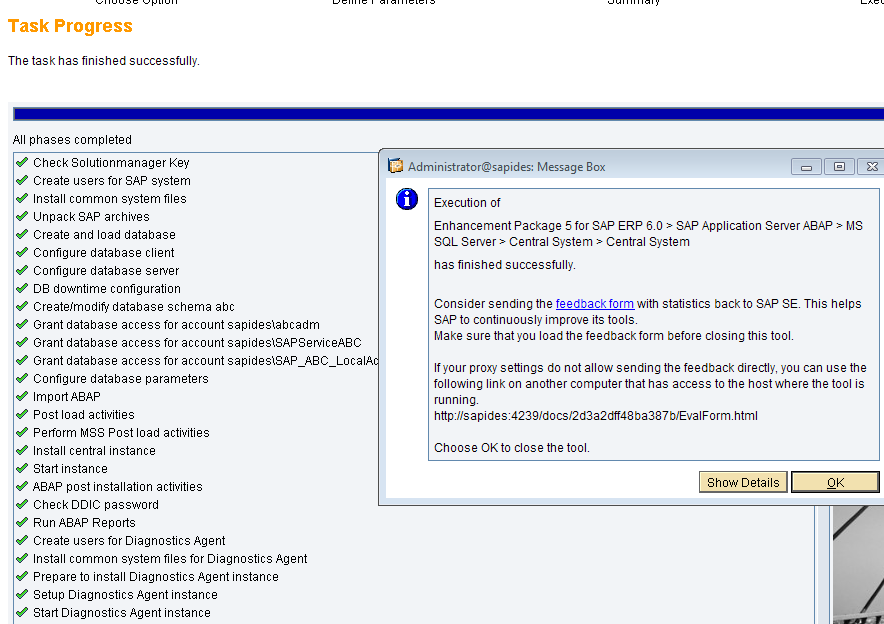 Choose Option Define Parameters Summary
Task Progress
The task has finished successfully.
All phases completed
Check Solutionmanager Key
Create users for SAP system
Install common system files
Unpack SAP archives
Create and load database
Configure database client
Configure database server
DB downtime configuration
Create/modify database schema abc
Grant database access for account sapides\abcadm
Grant database access for account sapides\SAPServiceABC
Grant database access for account sapides\SAP_ABC_LocalAc
Configure database parameters
Import ABAP
Post load activities
Perform MSS Post load activities
Install central instance
Start instance
ABAP post installation activities
Check DDIC password
Run ABAP Reports
Create users for Diagnostics Agent
Install common system files for Diagnostics Agent
Prepare to install Diagnostics Agent instance
Setup Diagnostics Agent instance
Start Diagnostics Agent instance
Administrator@sapides: Message Box
Execution of
Enhancement Package 5 for SAP ERP 6.0 > SAP Application Server ABAP > MS
SQL Server > Central System > Central System
has finished successfully.
Consider sending the feedback form with statistics back to SAP SE. This helps
SAP to continuously improve its tools.
Make sure that you load the feedback form before closing this tool.
If your proxy settings do not allow sending the feedback directly, you can use the
following link on another computer that has access to the host where the tool is
running.
http://sapides:4239/docs/2d3a2dff48ba387b/EvalForm.html
Choose OK to close the tool.
Show Details OK